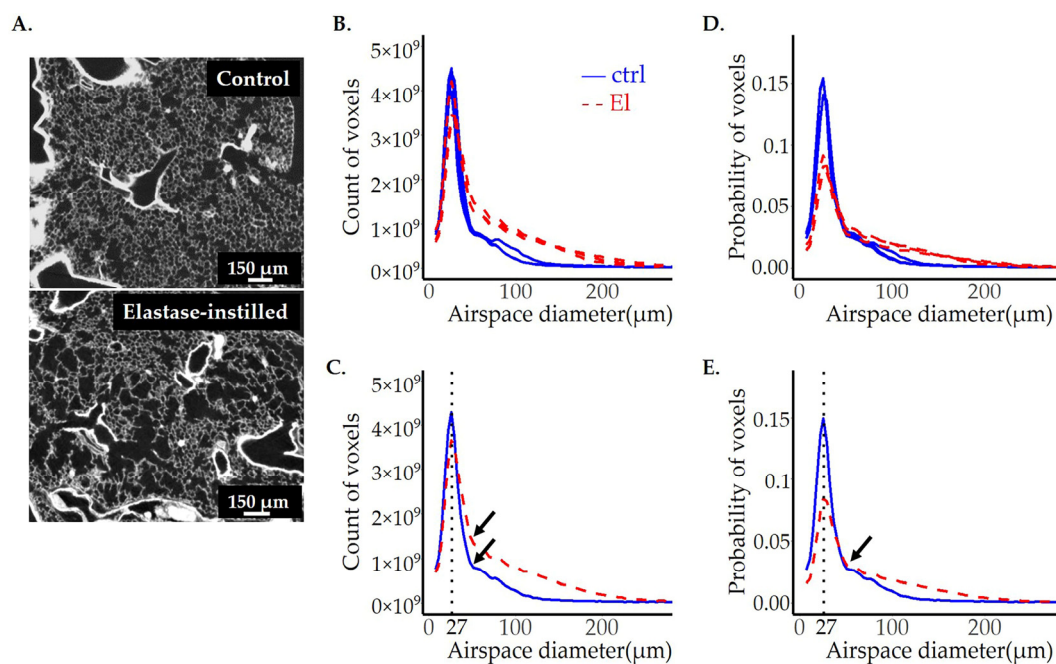 A.
Control
150 µm
Elastase-instilled
150 µm
B.
5×10⁹
4×10⁹
3×10⁹
2×10⁹
1×10⁹
0×10⁹
Count of voxels
ctrl
El
0 100 200
Airspace diameter(µm)
D.
0.15
0.1
0.05
0.00
Probability of voxels
0 100 200
Airspace diameter(µm)
C.
5×10⁹
4×10⁹
3×10⁹
2×10⁹
1×10⁹
0×10⁹
Count of voxels
0 27 100 200
Airspace diameter(µm)
E.
0.15
0.1
0.05
0.00
Probability of voxels
0 27 100 200
Airspace diameter(µm)